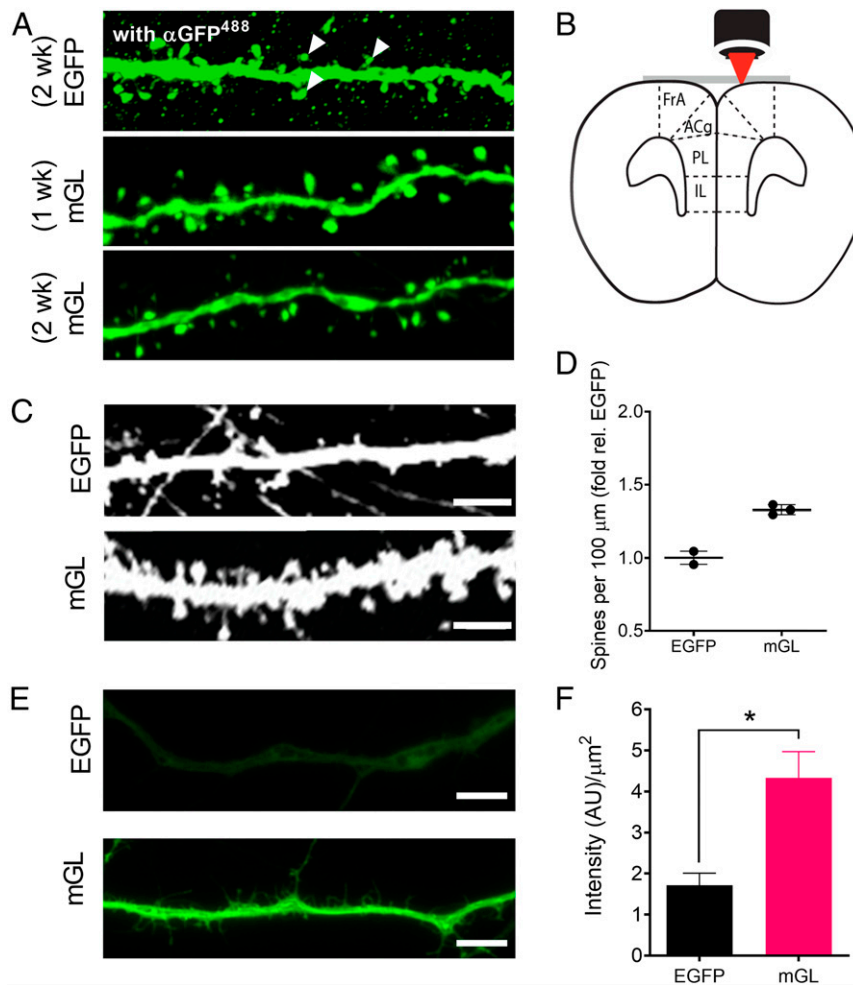 A
with αGFP488
(2 wk)
EGFP
(1 wk)
mGL
(2 wk)
mGL
B
FrA
ACg
PL
IL
C
EGFP
mGL
D
Spines per 100 μm (fold rel. EGFP)
2.0
1.5
1.0
0.5
EGFP
mGL
E
EGFP
mGL
F
Intensity (AU)/μm²
6
5
4
3
2
1
0
*
EGFP
mGL